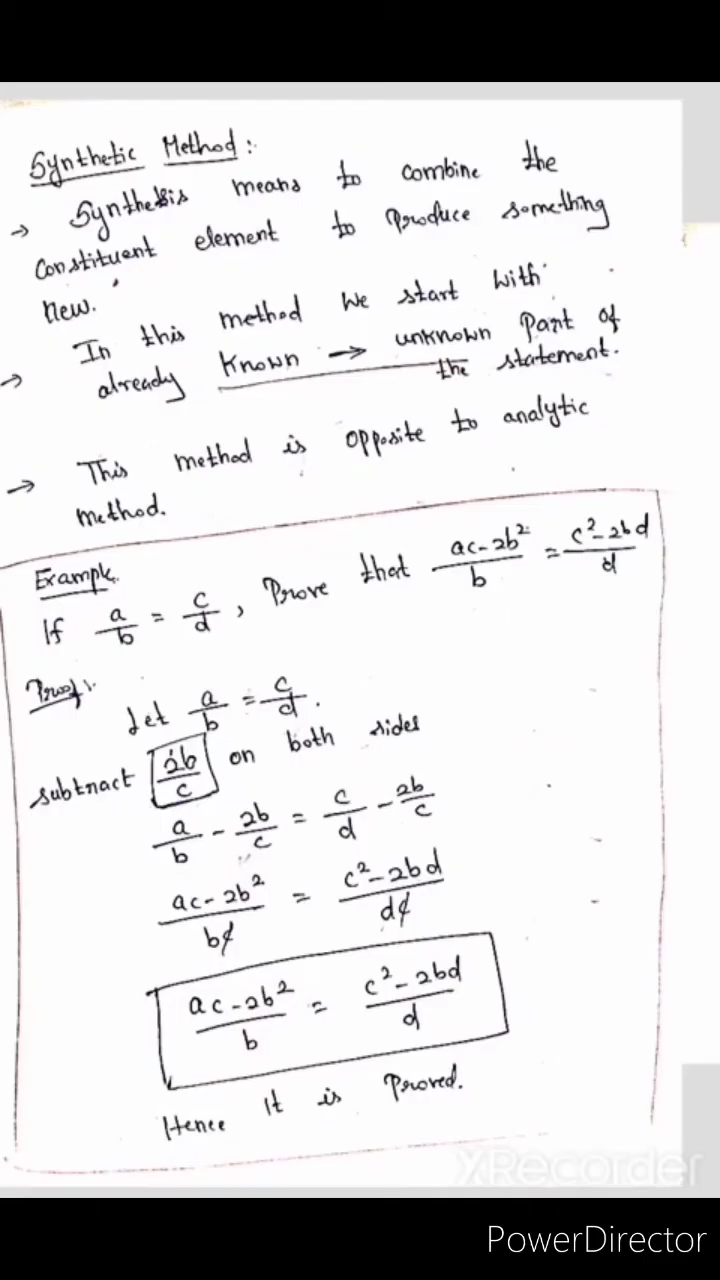 Synthetic Method:
→ Synthesis means to combine the
constituent element to produce something
new.
→ In this method we start with
already known → unknown part of
the statement.
→ This method is opposite to analytic
method.
Example
If a/b = c/d, Prove that (ac-2b²)/b = (c²-2bd)/d
Proof:
Let a/b = c/d.
subtract 2b/c on both sides
a/b - 2b/c = c/d - 2b/c
(ac-2b²)/(bc) = (c²-2bd)/(dc)
(ac-2b²)/b = (c²-2bd)/d
Hence It is Proved.
XRecorder
PowerDirector